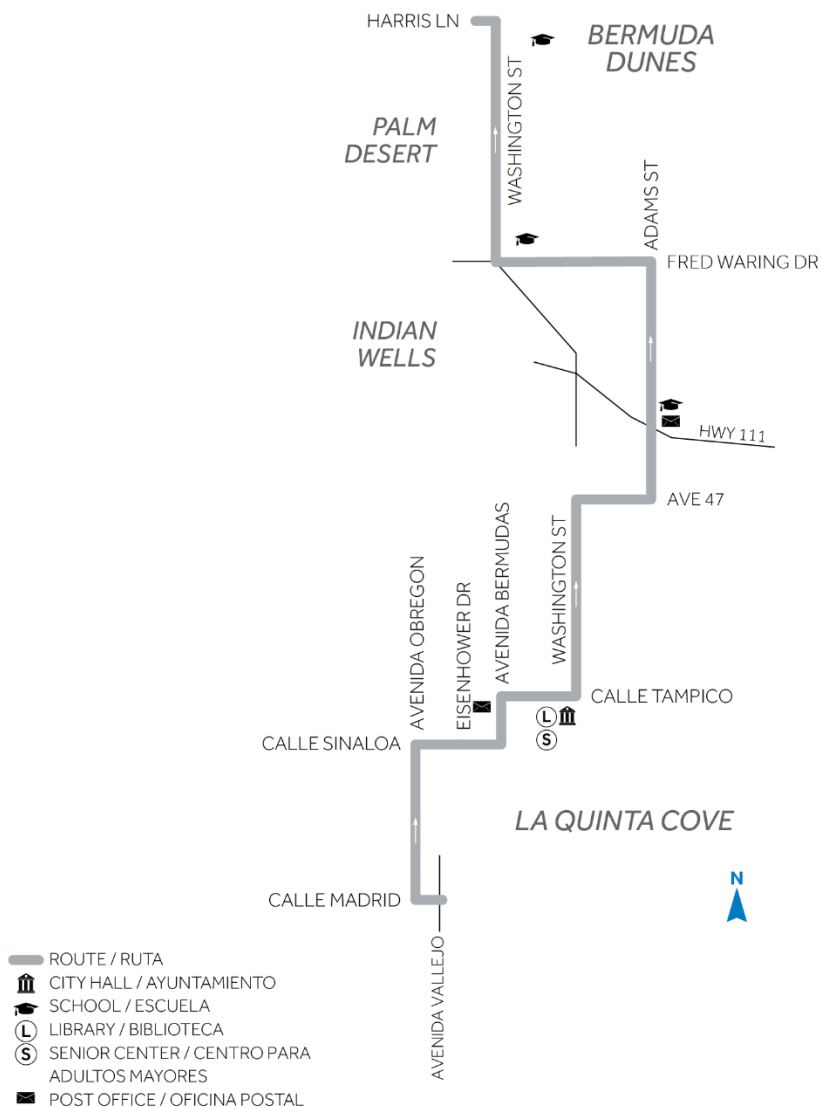 HARRIS LN
BERMUDA
DUNES
WASHINGTON ST
PALM
DESERT
ADAMS ST
FRED WARING DR
INDIAN
WELLS
HWY 111
AVE 47
AVENIDA OBREGON
EISENHOWER DR
AVENIDA BERMUDAS
WASHINGTON ST
CALLE TAMPICO
L
S
CALLE SINALOA
LA QUINTA COVE
CALLE MADRID
N
AVENIDA VALLEJO
ROUTE / RUTA
CITY HALL / AYUNTAMIENTO
SCHOOL / ESCUELA
L LIBRARY / BIBLIOTECA
S SENIOR CENTER / CENTRO PARA
ADULTOS MAYORES
POST OFFICE / OFICINA POSTAL